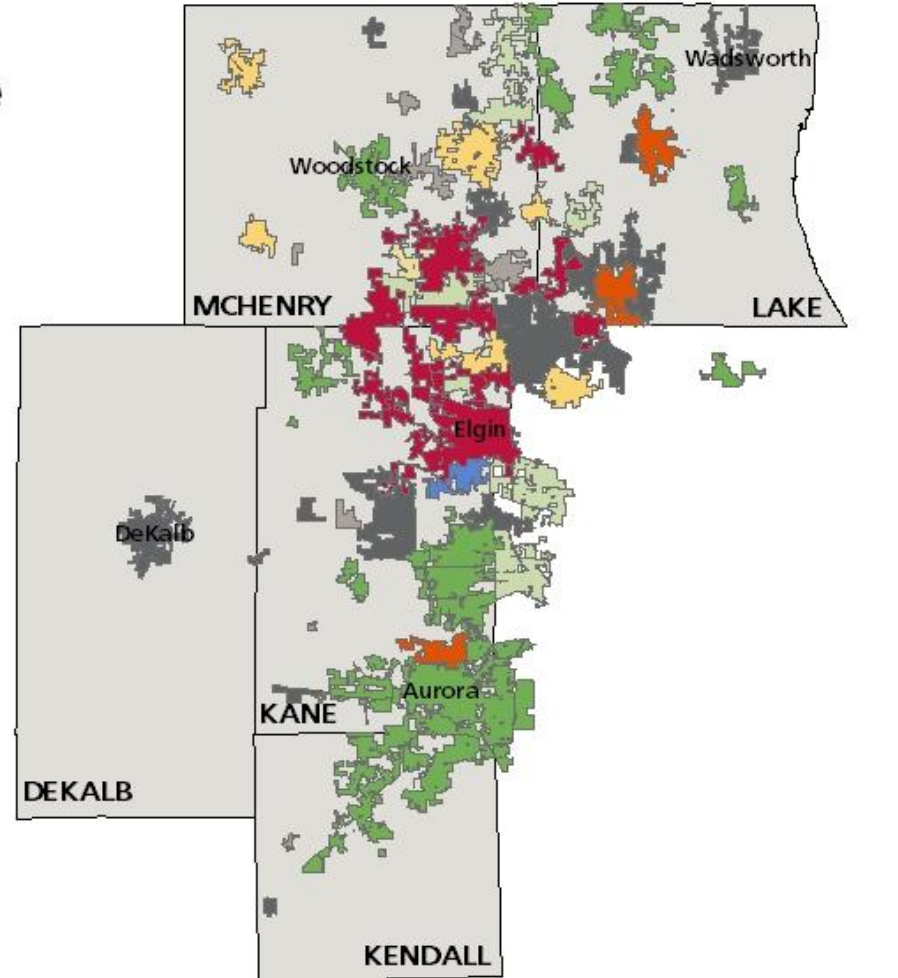 Wadsworth
Woodstock
MCHENRY
LAKE
Elgin
DeKalb
Aurora
KANE
DEKALB
KENDALL